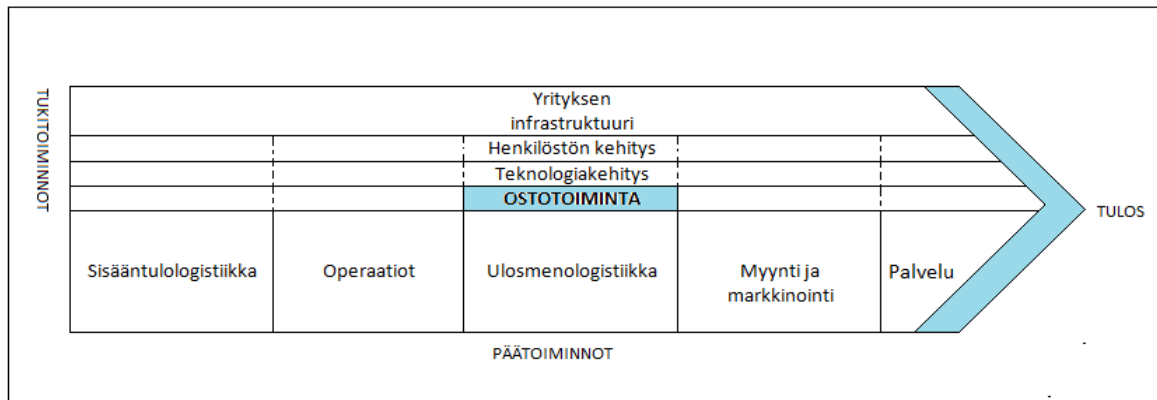 TUKITOIMINNOT
Yrityksen
infrastruktuuri
Henkilöstön kehitys
Teknologiakehitys
OSTOTOIMINTA
TULOS
Sisääntulologistiikka
Operaatiot
Ulosmenologistiikka
Myynti ja
markkinointi
Palvelu
PÄÄTOIMINNOT